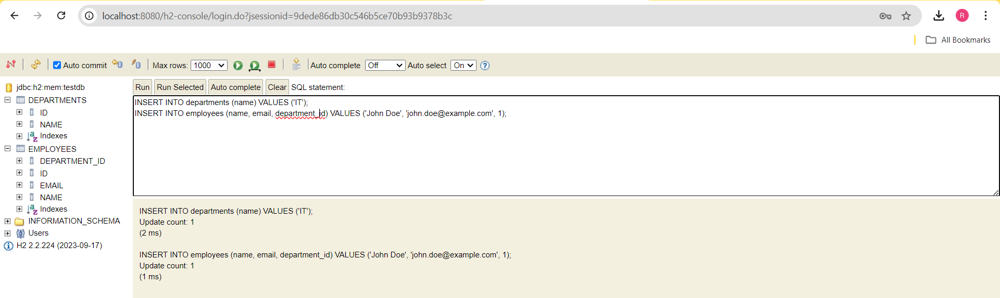 localhost:8080/h2-console/login.do?jsessionid=9dede86db30c546b5ce70b93b9378b3c
R
All Bookmarks
Auto commit Max rows: 1000 Auto complete Off Auto select On ?
jdbc:h2:mem:testdb
DEPARTMENTS
ID
NAME
Indexes
EMPLOYEES
DEPARTMENT_ID
ID
EMAIL
NAME
Indexes
INFORMATION_SCHEMA
Users
H2 2.2.224 (2023-09-17)
Run Run Selected Auto complete Clear SQL statement:
INSERT INTO departments (name) VALUES ('IT');
INSERT INTO employees (name, email, department_id) VALUES ('John Doe', 'john.doe@example.com', 1);
INSERT INTO departments (name) VALUES ('IT');
Update count: 1
(2 ms)
INSERT INTO employees (name, email, department_id) VALUES ('John Doe', 'john.doe@example.com', 1);
Update count: 1
(1 ms)